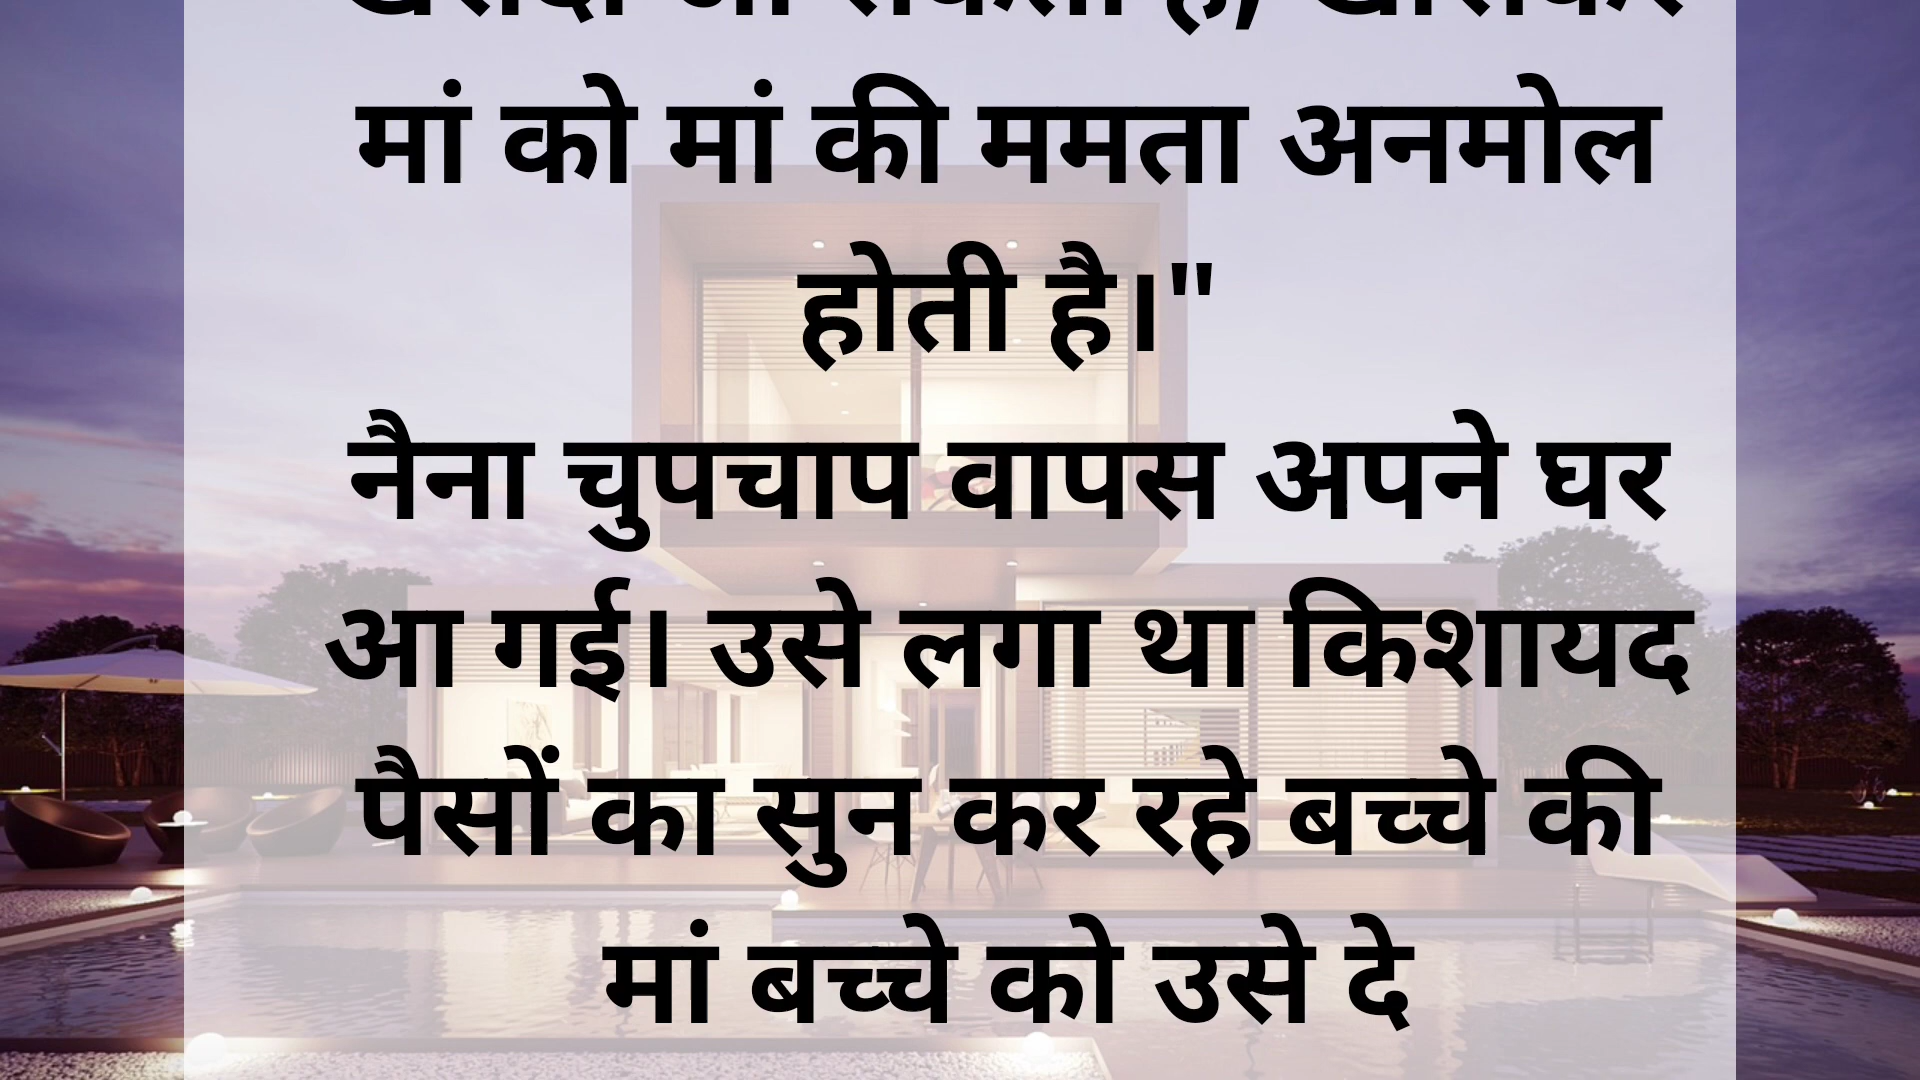 मां को मां की ममता अनमोल
होती है।"
नैना चुपचाप वापस अपने घर
आ गई। उसे लगा था किशायद
पैसों का सुन कर रहे बच्चे की
मां बच्चे को उसे दे